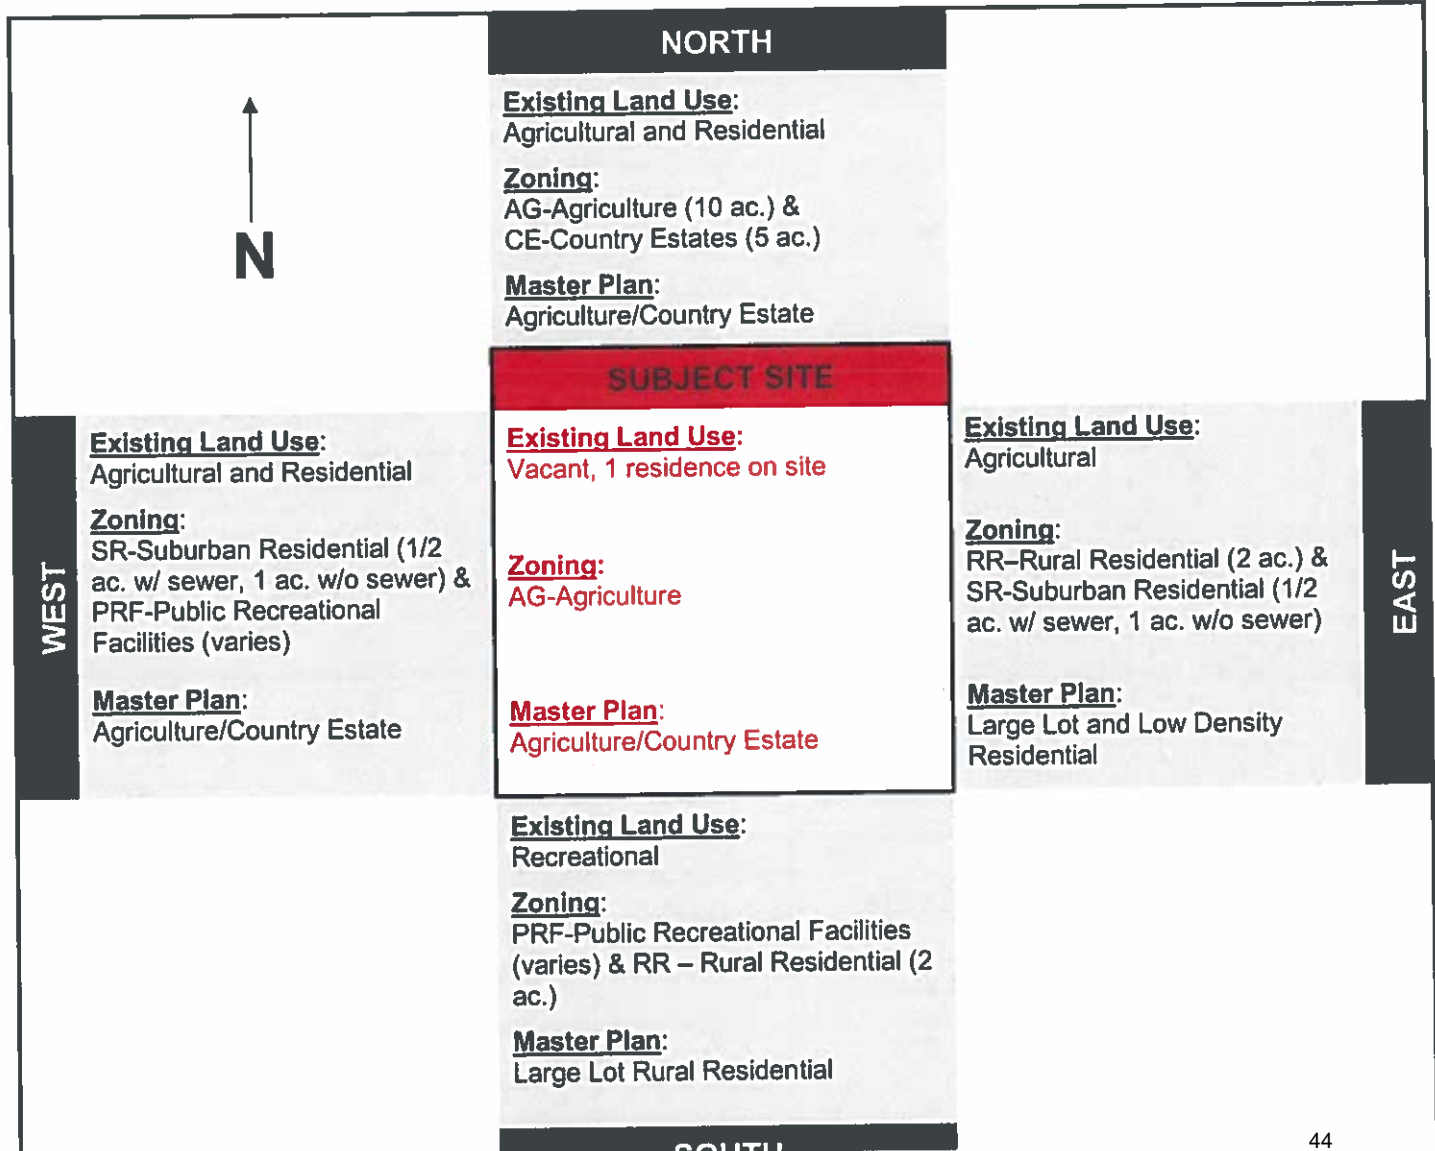 NORTH
Existing Land Use:
Agricultural and Residential
Zoning:
AG-Agriculture (10 ac.) &
CE-Country Estates (5 ac.)
Master Plan:
Agriculture/Country Estate
N
WEST
Existing Land Use:
Agricultural and Residential
Zoning:
SR-Suburban Residential (1/2
ac. w/ sewer, 1 ac. w/o sewer) &
PRF-Public Recreational
Facilities (varies)
Master Plan:
Agriculture/Country Estate
SUBJECT SITE
Existing Land Use:
Vacant, 1 residence on site
Zoning:
AG-Agriculture
Master Plan:
Agriculture/Country Estate
Existing Land Use:
Agricultural
Zoning:
RR–Rural Residential (2 ac.) &
SR-Suburban Residential (1/2
ac. w/ sewer, 1 ac. w/o sewer)
Master Plan:
Large Lot and Low Density
Residential
EAST
Existing Land Use:
Recreational
Zoning:
PRF-Public Recreational Facilities
(varies) & RR – Rural Residential (2
ac.)
Master Plan:
Large Lot Rural Residential
SOUTH
44